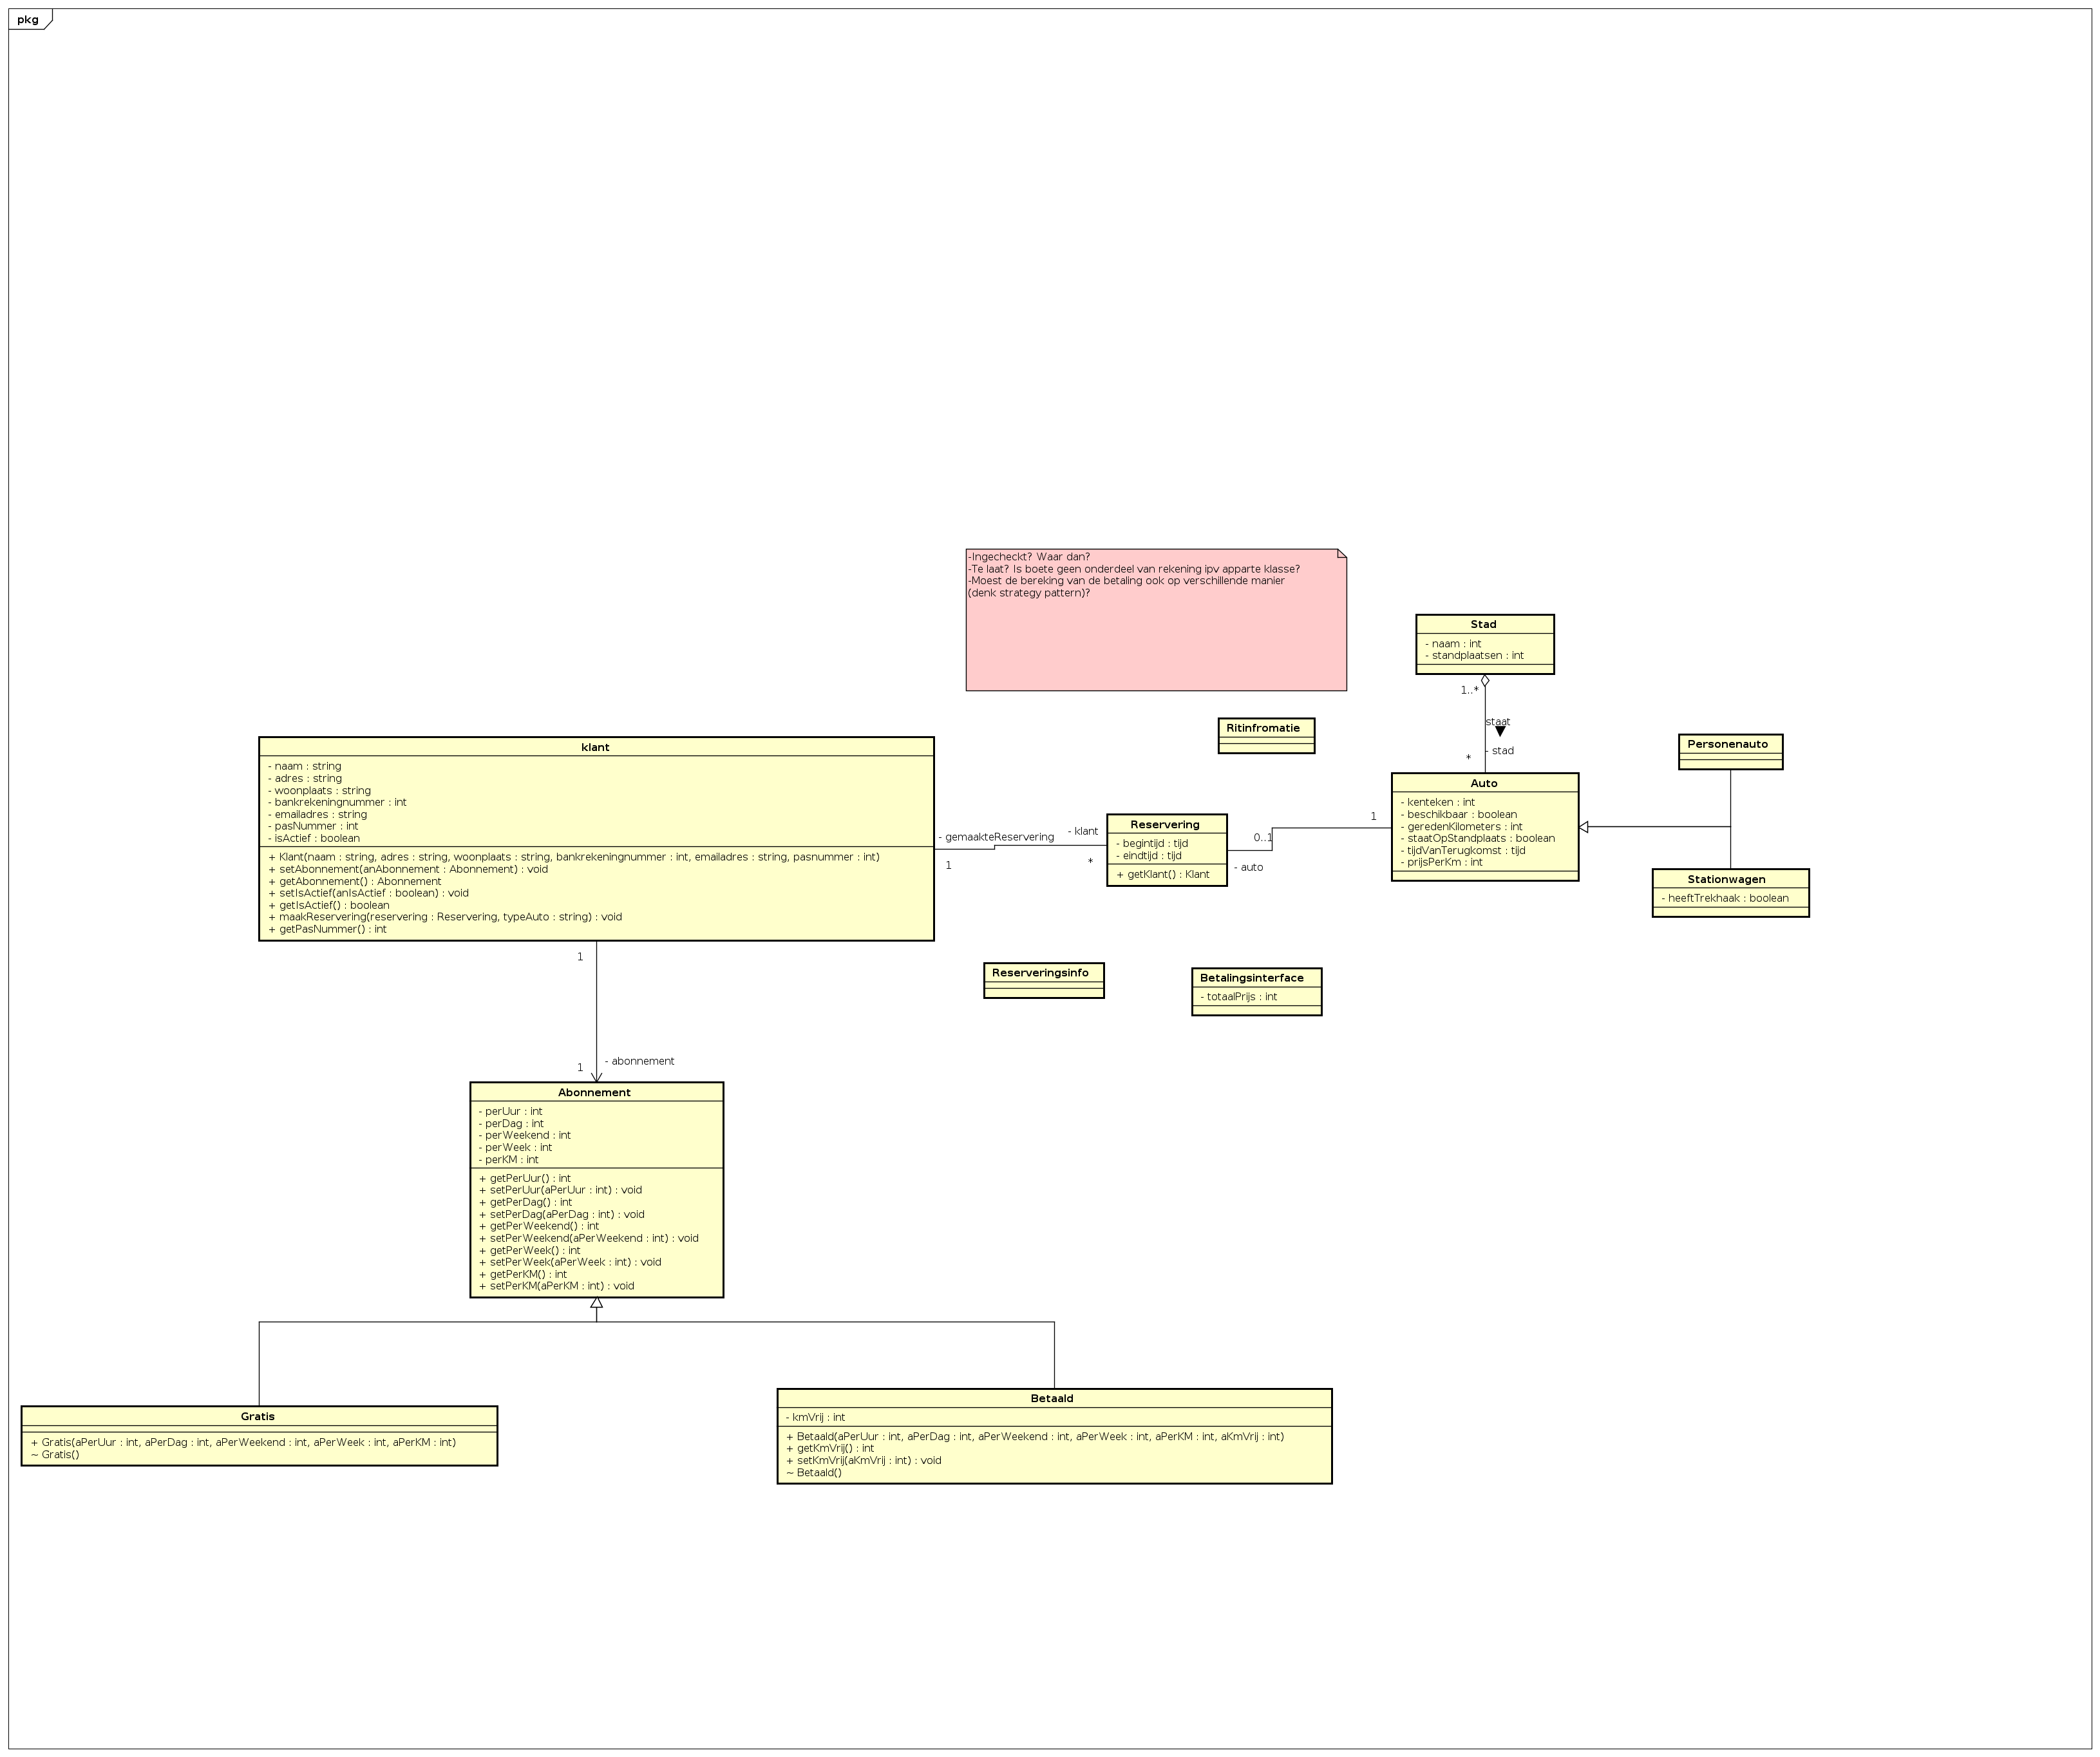 pkg
-Ingecheckt? Waar dan?
-Te laat? Is boete geen onderdeel van rekening ipv apparte klasse?
-Moest de bereking van de betaling ook op verschillende manier
(denk strategy pattern)?
Stad
- naam : int
- standplaatsen : int
1..*
staat
- stad
*
Ritinfromatie
Personenauto
klant
- naam : string
- adres : string
- woonplaats : string
- bankrekeningnummer : int
- emailadres : string
- pasNummer : int
- isActief : boolean
+ Klant(naam : string, adres : string, woonplaats : string, bankrekeningnummer : int, emailadres : string, pasnummer : int)
+ setAbonnement(anAbonnement : Abonnement) : void
+ getAbonnement() : Abonnement
+ setIsActief(anIsActief : boolean) : void
+ getIsActief() : boolean
+ maakReservering(reservering : Reservering, typeAuto : string) : void
+ getPasNummer() : int
- gemaakteReservering
1
- klant
*
Reservering
- begintijd : tijd
- eindtijd : tijd
+ getKlant() : Klant
0..1
- auto
1
Auto
- kenteken : int
- beschikbaar : boolean
- geredenKilometers : int
- staatOpStandplaats : boolean
- tijdVanTerugkomst : tijd
- prijsPerKm : int
Stationwagen
- heeftTrekhaak : boolean
Reserveringsinfo
Betalingsinterface
- totaalPrijs : int
1
1
- abonnement
Abonnement
- perUur : int
- perDag : int
- perWeekend : int
- perWeek : int
- perKM : int
+ getPerUur() : int
+ setPerUur(aPerUur : int) : void
+ getPerDag() : int
+ setPerDag(aPerDag : int) : void
+ getPerWeekend() : int
+ setPerWeekend(aPerWeekend : int) : void
+ getPerWeek() : int
+ setPerWeek(aPerWeek : int) : void
+ getPerKM() : int
+ setPerKM(aPerKM : int) : void
Gratis
+ Gratis(aPerUur : int, aPerDag : int, aPerWeekend : int, aPerWeek : int, aPerKM : int)
~ Gratis()
Betaald
- kmVrij : int
+ Betaald(aPerUur : int, aPerDag : int, aPerWeekend : int, aPerWeek : int, aPerKM : int, aKmVrij : int)
+ getKmVrij() : int
+ setKmVrij(aKmVrij : int) : void
~ Betaald()